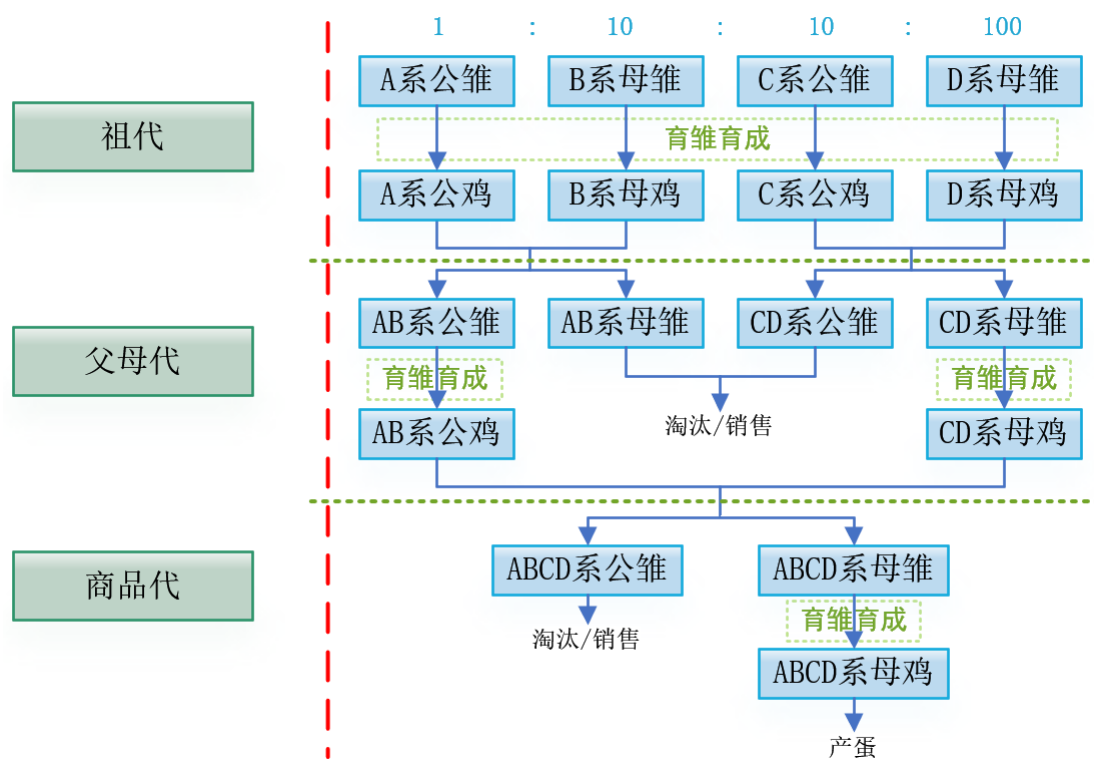 1 : 10 : 10 : 100
A系公雏 B系母雏 C系公雏 D系母雏
祖代
育雏育成
A系公鸡 B系母鸡 C系公鸡 D系母鸡
AB系公雏 AB系母雏 CD系公雏 CD系母雏
父母代
育雏育成 育雏育成
淘汰/销售
AB系公鸡 CD系母鸡
ABCD系公雏 ABCD系母雏
商品代
育雏育成
淘汰/销售
ABCD系母鸡
产蛋